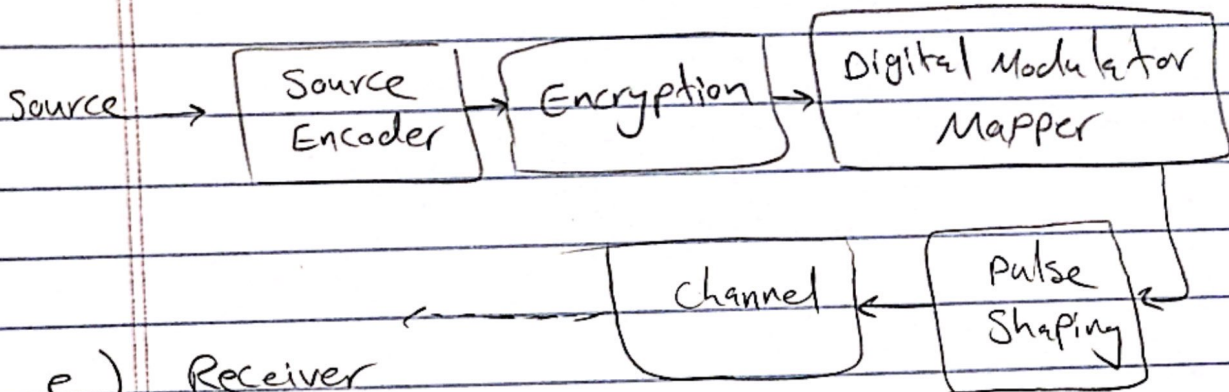 Source
Source
Encoder
Encryption
Digital Modulator
Mapper
Pulse
Shaping
Channel
e) Receiver